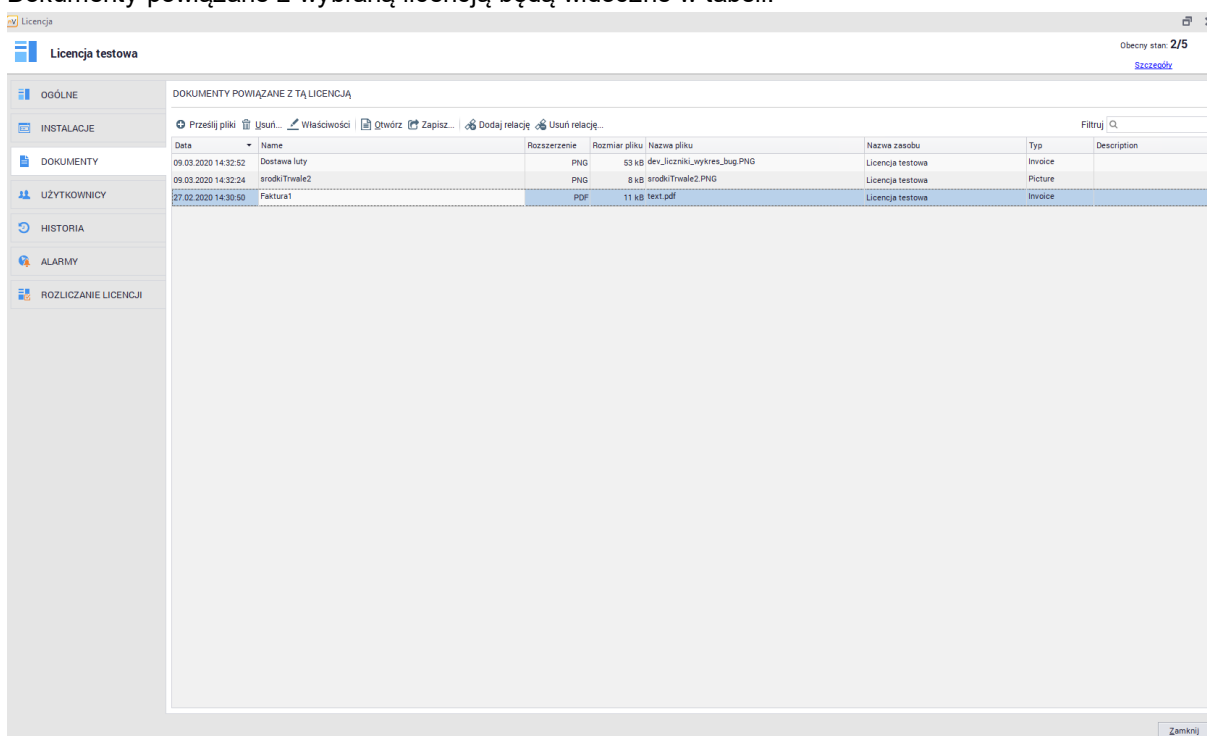 Dokumenty powiązane z wybraną licencją będą widoczne w tabeli.
Licencja
Licencja testowa
Obecny stan: 2/5
Szczegóły
OGÓLNE
INSTALACJE
DOKUMENTY
UŻYTKOWNICY
HISTORIA
ALARMY
ROZLICZANIE LICENCJI
DOKUMENTY POWIĄZANE Z TĄ LICENCJĄ
Prześlij pliki Usuń... Właściwości Otwórz Zapisz... Dodaj relację Usuń relację... Filtruj
Data Name Rozszerzenie Rozmiar pliku Nazwa pliku Nazwa zasobu Typ Description
09.03.2020 14:32:52 Dostawa luty PNG 53 kB dev_liczniki_wykres_bug.PNG Licencja testowa Invoice
09.03.2020 14:32:24 srodkiTrwale2 PNG 8 kB srodkiTrwale2.PNG Licencja testowa Picture
27.02.2020 14:30:50 Faktura1 PDF 11 kB text.pdf Licencja testowa Invoice
Zamknij